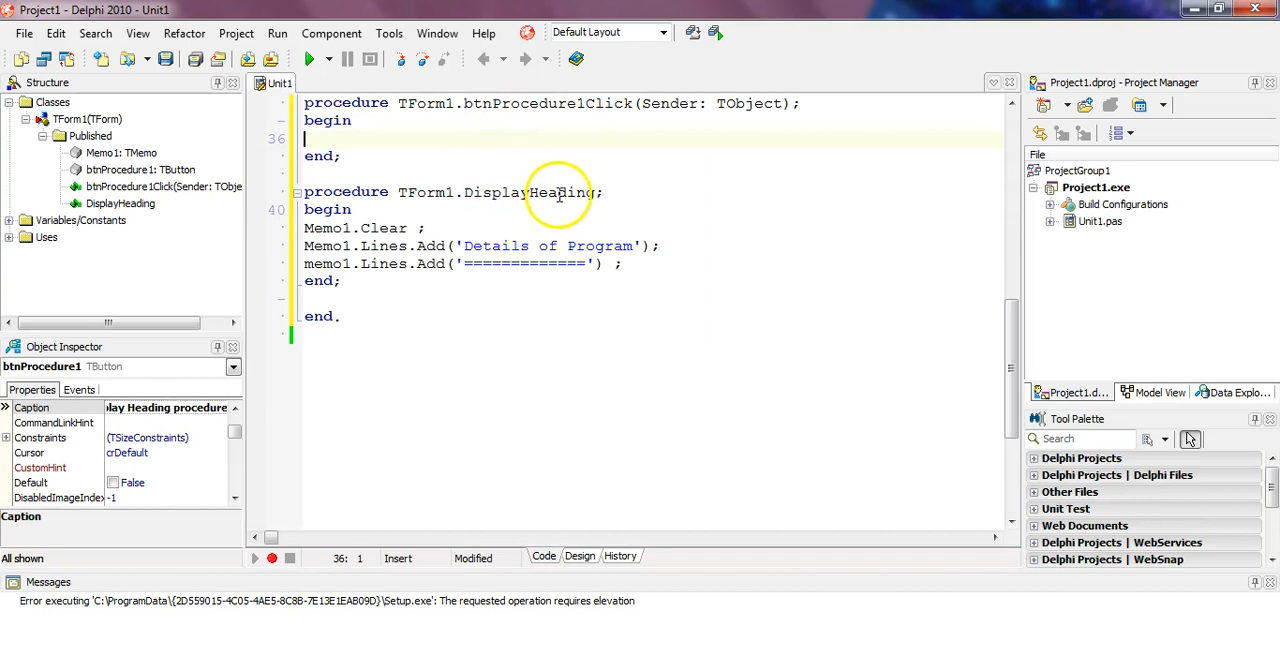 Project1 - Delphi 2010 - Unit1
File Edit Search View Refactor Project Run Component Tools Window Help Default Layout
Structure
Classes
TForm1(TForm)
Published
Memo1: TMemo
btnProcedure1: TButton
btnProcedure1Click(Sender: TObje
DisplayHeading
Variables/Constants
Uses
Object Inspector
btnProcedure1 TButton
Properties Events
Caption lay Heading procedure
CommandLinkHint
Constraints (TSizeConstraints)
Cursor crDefault
CustomHint
Default False
DisabledImageIndex -1
Caption
All shown
Unit1
procedure TForm1.btnProcedure1Click(Sender: TObject);
begin
36
end;
procedure TForm1.DisplayHeading;
40 begin
Memo1.Clear ;
Memo1.Lines.Add('Details of Program');
memo1.Lines.Add('=============') ;
end;
end.
36: 1 Insert Modified Code Design History
Project1.dproj - Project Manager
File
ProjectGroup1
Project1.exe
Build Configurations
Unit1.pas
Project1.d... Model View Data Explo...
Tool Palette
Search
Delphi Projects
Delphi Projects | Delphi Files
Other Files
Unit Test
Web Documents
Delphi Projects | WebServices
Delphi Projects | WebSnap
Messages
Error executing 'C:\ProgramData\{2D559015-4C05-4AE5-8C8B-7E13E1EAB09D}\Setup.exe': The requested operation requires elevation